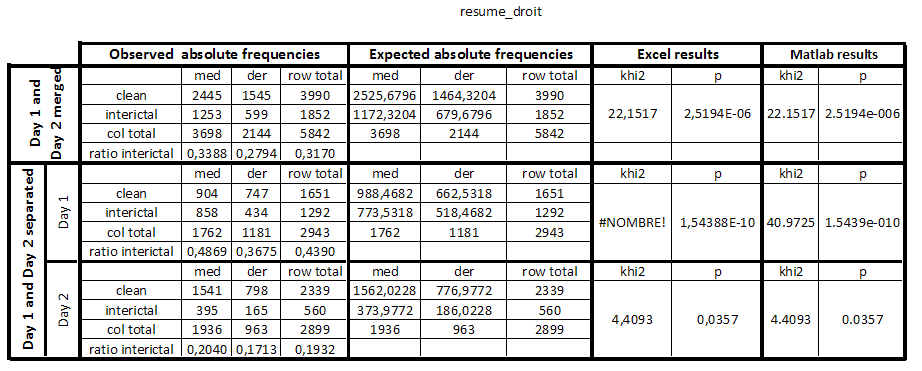 resume_droit
Observed absolute frequencies Expected absolute frequencies Excel results Matlab results
Day 1 and Day 2 merged
med der row total med der row total khi2 p khi2 p
clean 2445 1545 3990 2525,6796 1464,3204 3990
interictal 1253 599 1852 1172,3204 679,6796 1852
22,1517 2,5194E-06 22.1517 2.5194e-006
col total 3698 2144 5842 3698 2144 5842
ratio interictal 0,3388 0,2794 0,3170
Day 1 and Day 2 separated
Day 1
med der row total med der row total khi2 p khi2 p
clean 904 747 1651 988,4682 662,5318 1651
interictal 858 434 1292 773,5318 518,4682 1292
#NOMBRE! 1,54388E-10 40.9725 1.5439e-010
col total 1762 1181 2943 1762 1181 2943
ratio interictal 0,4869 0,3675 0,4390
Day 2
med der row total med der row total khi2 p khi2 p
clean 1541 798 2339 1562,0228 776,9772 2339
interictal 395 165 560 373,9772 186,0228 560
4,4093 0,0357 4.4093 0.0357
col total 1936 963 2899 1936 963 2899
ratio interictal 0,2040 0,1713 0,1932